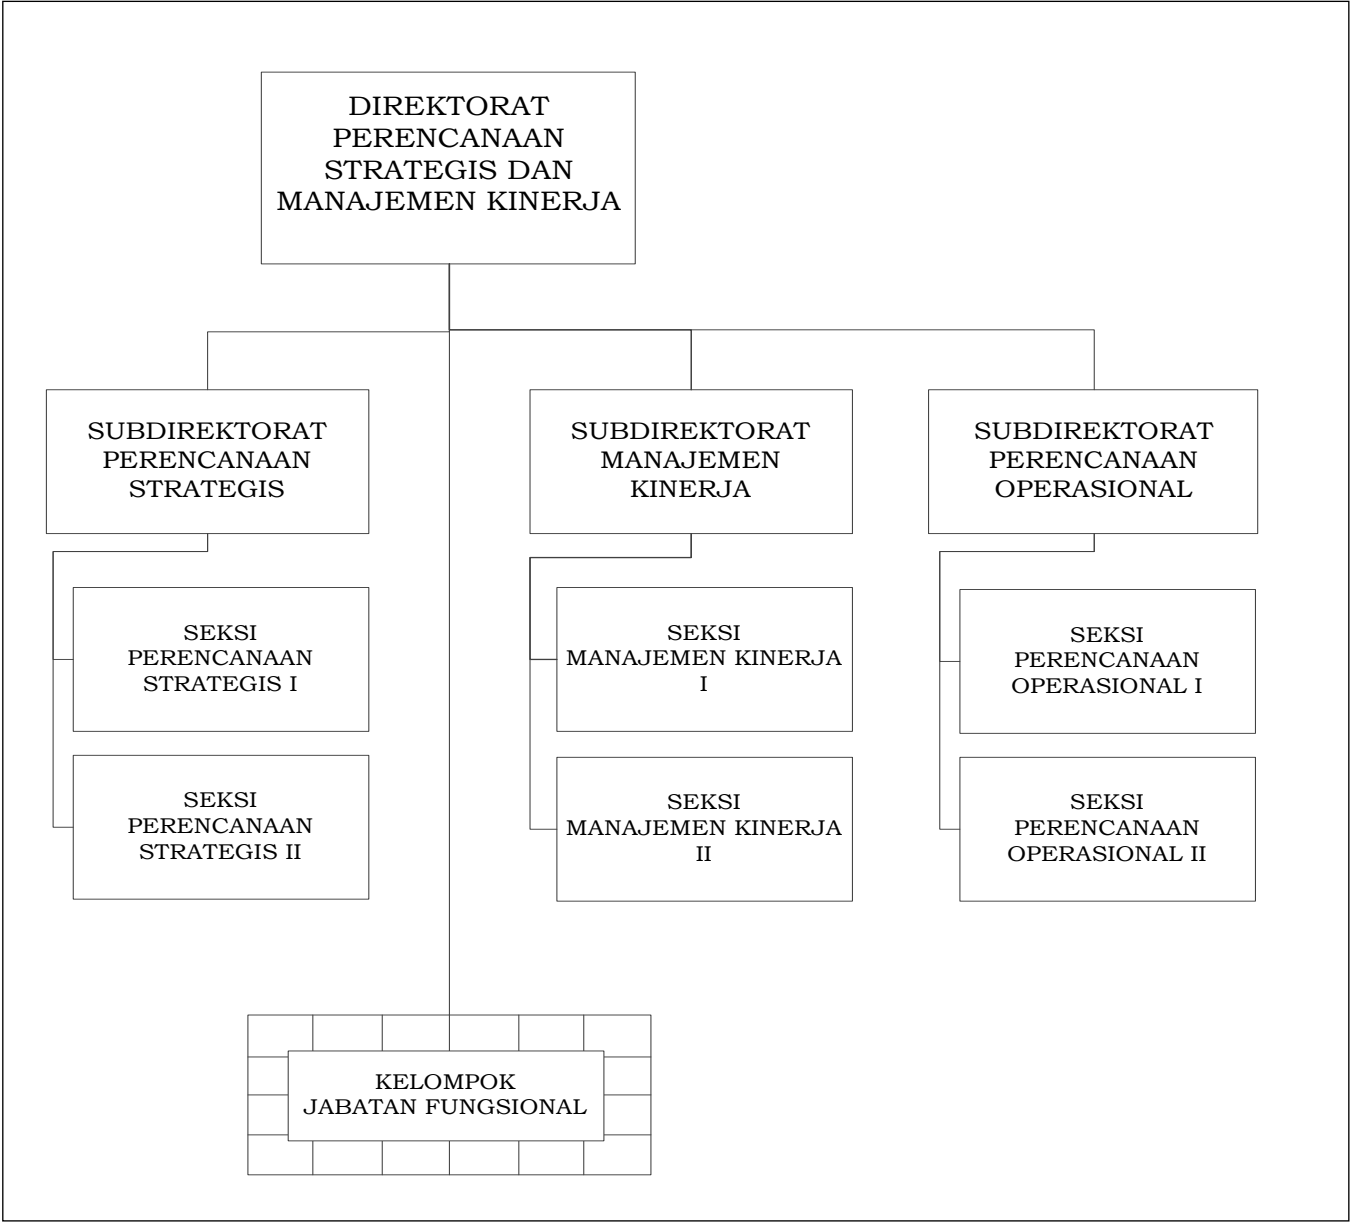 DIREKTORAT
PERENCANAAN
STRATEGIS DAN
MANAJEMEN KINERJA
SUBDIREKTORAT
PERENCANAAN
STRATEGIS
SUBDIREKTORAT
MANAJEMEN
KINERJA
SUBDIREKTORAT
PERENCANAAN
OPERASIONAL
SEKSI
PERENCANAAN
STRATEGIS I
SEKSI
MANAJEMEN KINERJA
I
SEKSI
PERENCANAAN
OPERASIONAL I
SEKSI
PERENCANAAN
STRATEGIS II
SEKSI
MANAJEMEN KINERJA
II
SEKSI
PERENCANAAN
OPERASIONAL II
KELOMPOK
JABATAN FUNGSIONAL